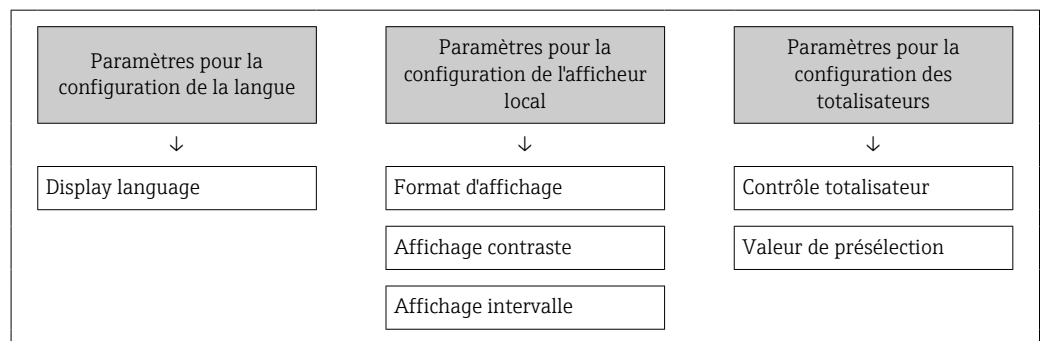 Paramètres pour la
configuration de la langue
↓
Display language
Paramètres pour la
configuration de l'afficheur
local
↓
Format d'affichage
Affichage contraste
Affichage intervalle
Paramètres pour la
configuration des
totalisateurs
↓
Contrôle totalisateur
Valeur de présélection